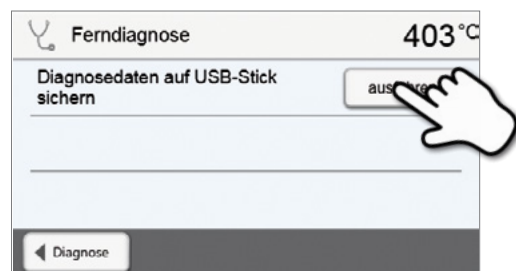 Ferndiagnose
403°C
Diagnosedaten auf USB-Stick
sichern
Diagnose